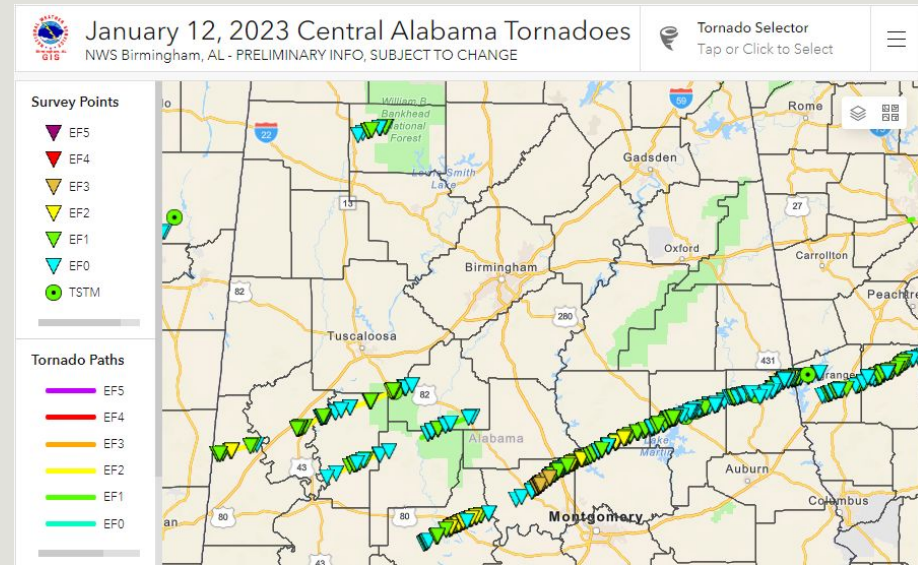 January 12, 2023 Central Alabama Tornadoes
NWS Birmingham, AL - PRELIMINARY INFO, SUBJECT TO CHANGE
GIS
Tornado Selector
Tap or Click to Select
Survey Points
EF5
EF4
EF3
EF2
EF1
EF0
TSTM
Tornado Paths
EF5
EF4
EF3
EF2
EF1
EF0
William B
Bankhead
National
Forest
59
Rome
22
Gadsden
Smith
Lake
13
27
Oxford
Carrollton
Birmingham
82
280
Peachtre
Tuscaloosa
431
82
Alabama
Lake
Martin
43
Auburn
Columbus
80
80
Montgomery
43